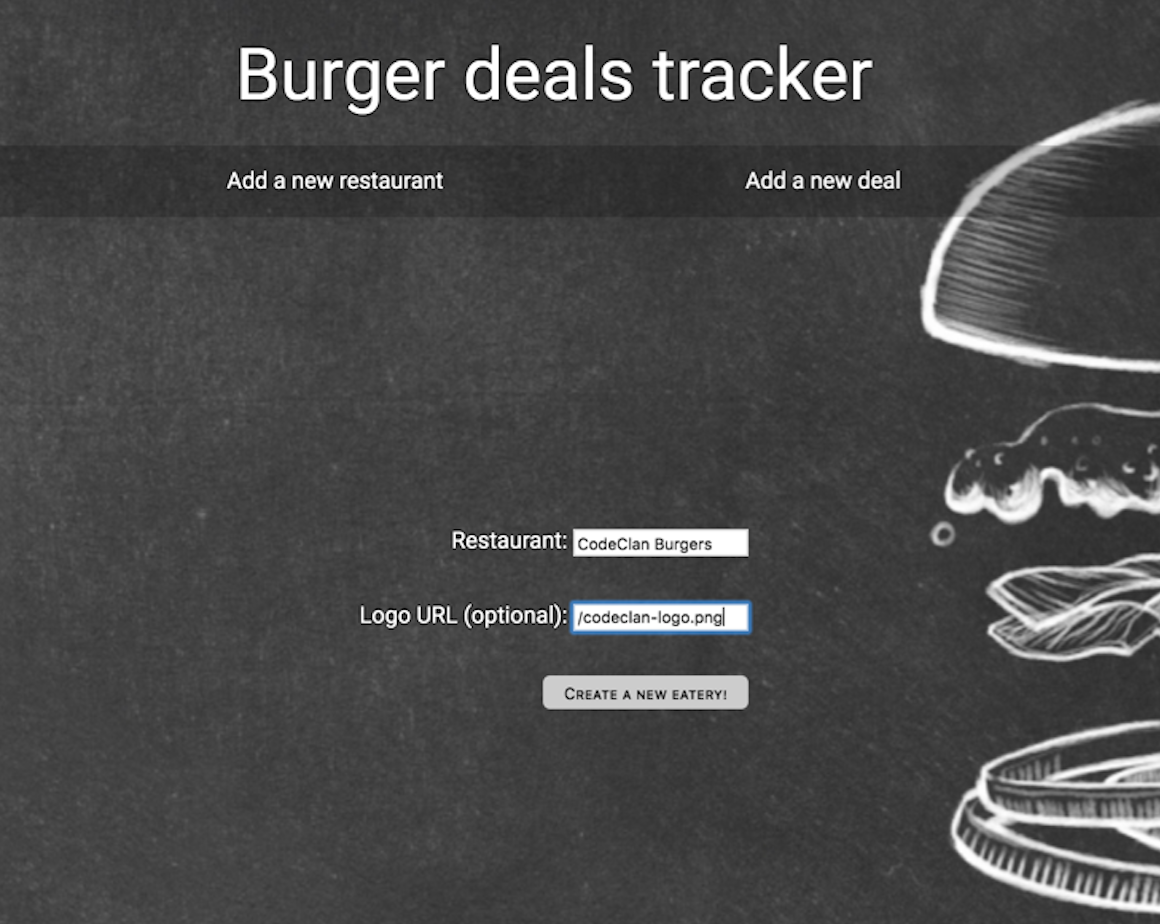 Burger deals tracker
Add a new restaurant
Add a new deal
Restaurant: CodeClan Burgers
Logo URL (optional): /codeclan-logo.png
CREATE A NEW EATERY!